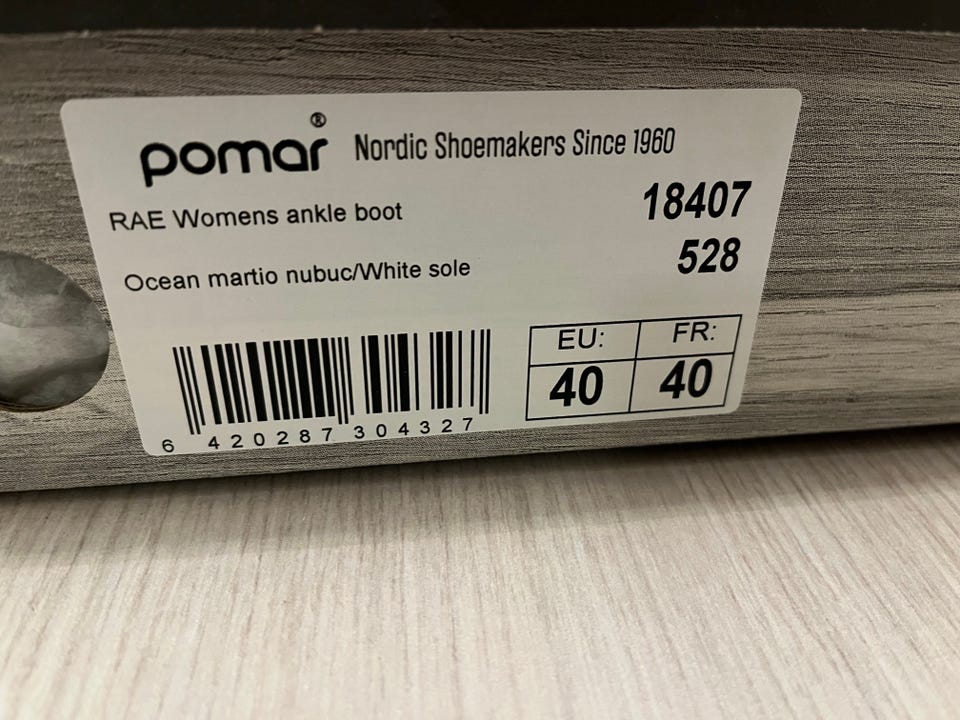 pomar® Nordic Shoemakers Since 1960
RAE Womens ankle boot 18407
Ocean martio nubuc/White sole 528
EU: FR:
40 40
6 420287 304327